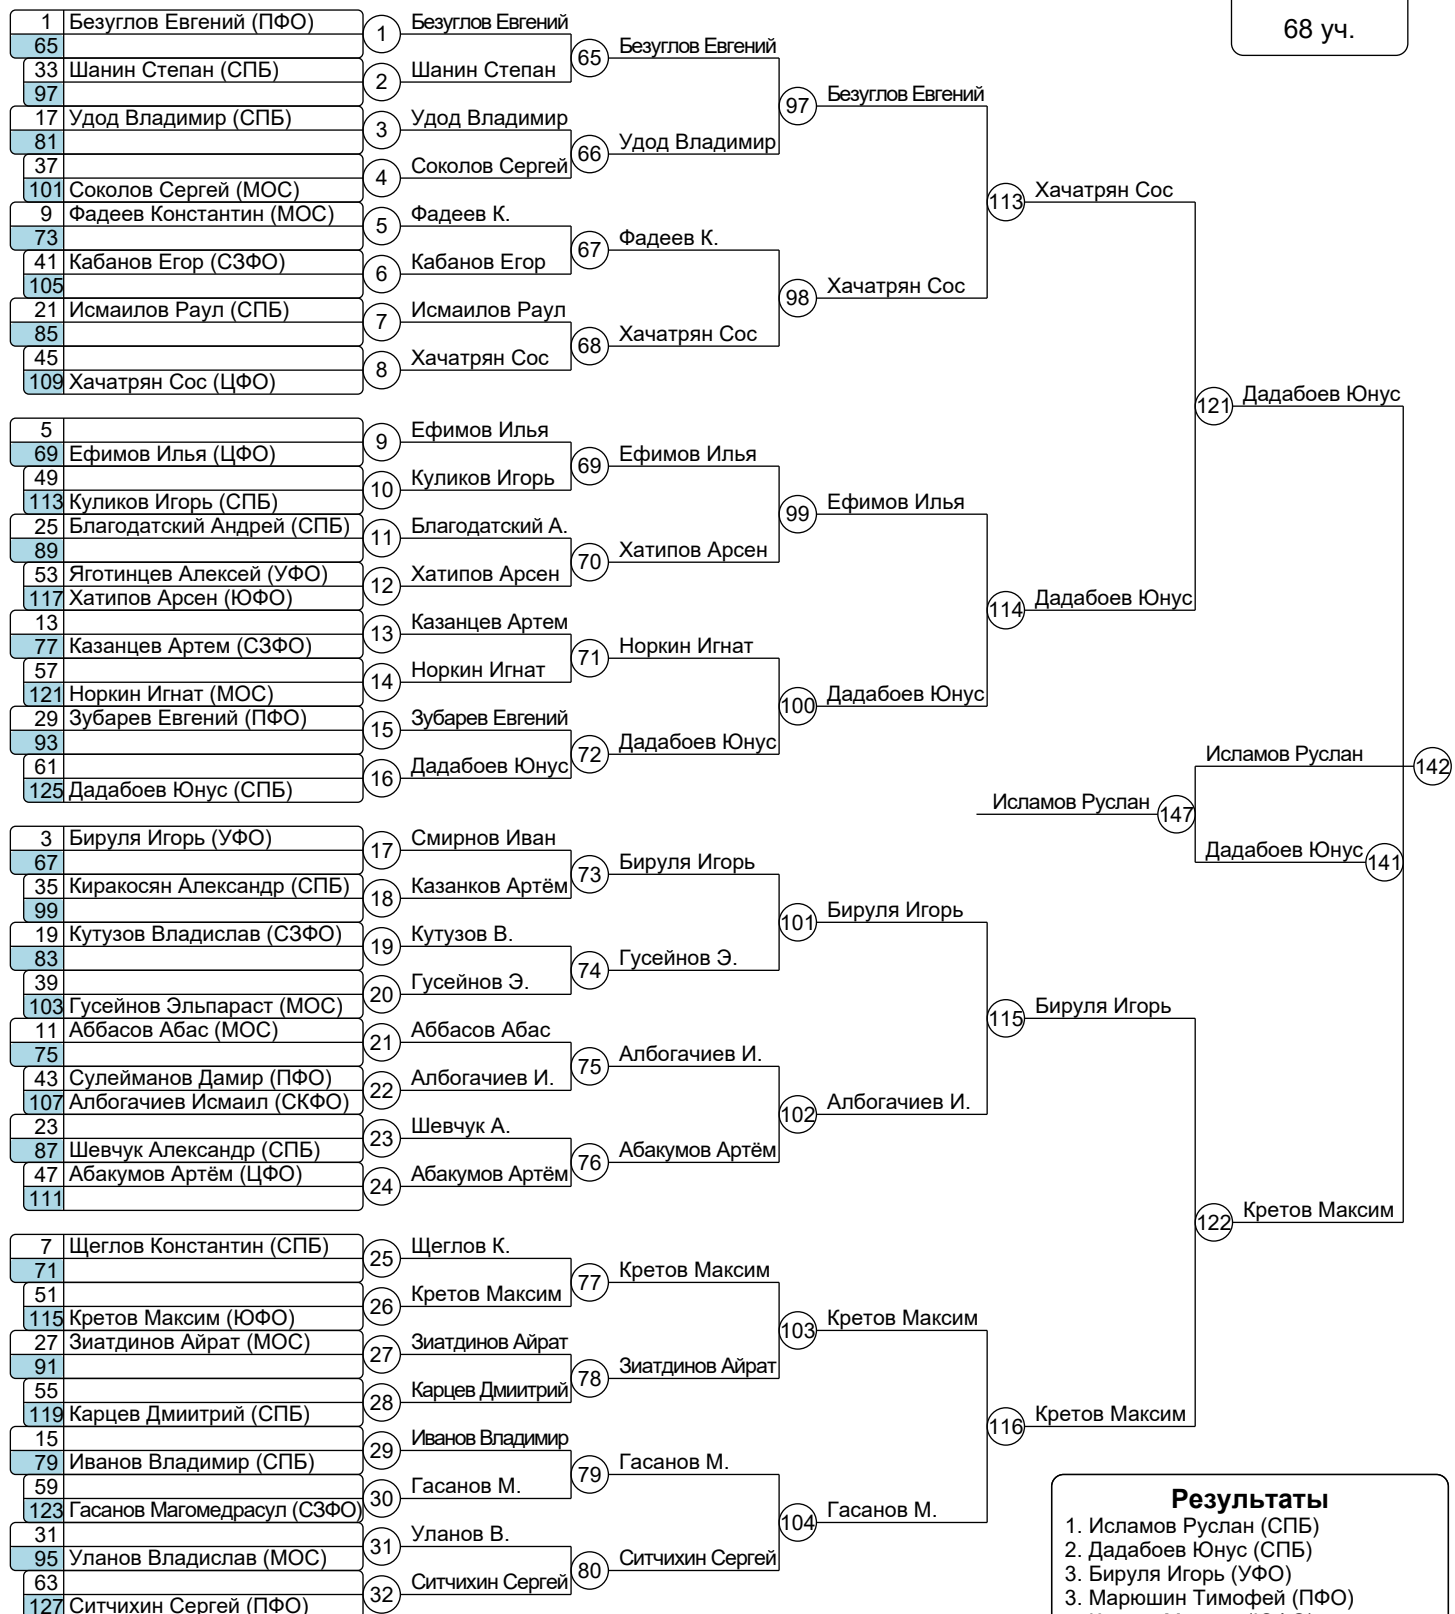 68 уч.
1 Безуглов Евгений (ПФО)
65
33 Шанин Степан (СПБ)
97
17 Удод Владимир (СПБ)
81
37
101 Соколов Сергей (МОС)
9 Фадеев Константин (МОС)
73
41 Кабанов Егор (СЗФО)
105
21 Исмаилов Раул (СПБ)
85
45
109 Хачатрян Сос (ЦФО)
5
69 Ефимов Илья (ЦФО)
49
113 Куликов Игорь (СПБ)
25 Благодатский Андрей (СПБ)
89
53 Яготинцев Алексей (УФО)
117 Хатипов Арсен (ЮФО)
13
77 Казанцев Артем (СЗФО)
57
121 Норкин Игнат (МОС)
29 Зубарев Евгений (ПФО)
93
61
125 Дадабоев Юнус (СПБ)
3 Бируля Игорь (УФО)
67
35 Киракосян Александр (СПБ)
99
19 Кутузов Владислав (СЗФО)
83
39
103 Гусейнов Эльпараст (МОС)
11 Аббасов Абас (МОС)
75
43 Сулейманов Дамир (ПФО)
107 Албогачиев Исмаил (СКФО)
23
87 Шевчук Александр (СПБ)
47 Абакумов Артём (ЦФО)
111
7 Щеглов Константин (СПБ)
71
51
115 Кретов Максим (ЮФО)
27 Зиатдинов Айрат (МОС)
91
55
119 Карцев Дмиитрий (СПБ)
15
79 Иванов Владимир (СПБ)
59
123 Гасанов Магомедрасул (СЗФО)
31
95 Уланов Владислав (МОС)
63
127 Ситчихин Сергей (ПФО)
1 Безуглов Евгений
2 Шанин Степан
3 Удод Владимир
4 Соколов Сергей
5 Фадеев К.
6 Кабанов Егор
7 Исмаилов Раул
8 Хачатрян Сос
9 Ефимов Илья
10 Куликов Игорь
11 Благодатский А.
12 Хатипов Арсен
13 Казанцев Артем
14 Норкин Игнат
15 Зубарев Евгений
16 Дадабоев Юнус
17 Смирнов Иван
18 Казанков Артём
19 Кутузов В.
20 Гусейнов Э.
21 Аббасов Абас
22 Албогачиев И.
23 Шевчук А.
24 Абакумов Артём
25 Щеглов К.
26 Кретов Максим
27 Зиатдинов Айрат
28 Карцев Дмиитрий
29 Иванов Владимир
30 Гасанов М.
31 Уланов В.
32 Ситчихин Сергей
65 Безуглов Евгений
66 Удод Владимир
67 Фадеев К.
68 Хачатрян Сос
69 Ефимов Илья
70 Хатипов Арсен
71 Норкин Игнат
72 Дадабоев Юнус
73 Бируля Игорь
74 Гусейнов Э.
75 Албогачиев И.
76 Абакумов Артём
77 Кретов Максим
78 Зиатдинов Айрат
79 Гасанов М.
80 Ситчихин Сергей
97 Безуглов Евгений
98 Хачатрян Сос
99 Ефимов Илья
100 Дадабоев Юнус
101 Бируля Игорь
102 Албогачиев И.
103 Кретов Максим
104 Гасанов М.
113 Хачатрян Сос
114 Дадабоев Юнус
115 Бируля Игорь
116 Кретов Максим
121 Дадабоев Юнус
122 Кретов Максим
Исламов Руслан 142
Исламов Руслан 147
Дадабоев Юнус 141
Результаты
1. Исламов Руслан (СПБ)
2. Дадабоев Юнус (СПБ)
3. Бируля Игорь (УФО)
3. Марюшин Тимофей (ПФО)